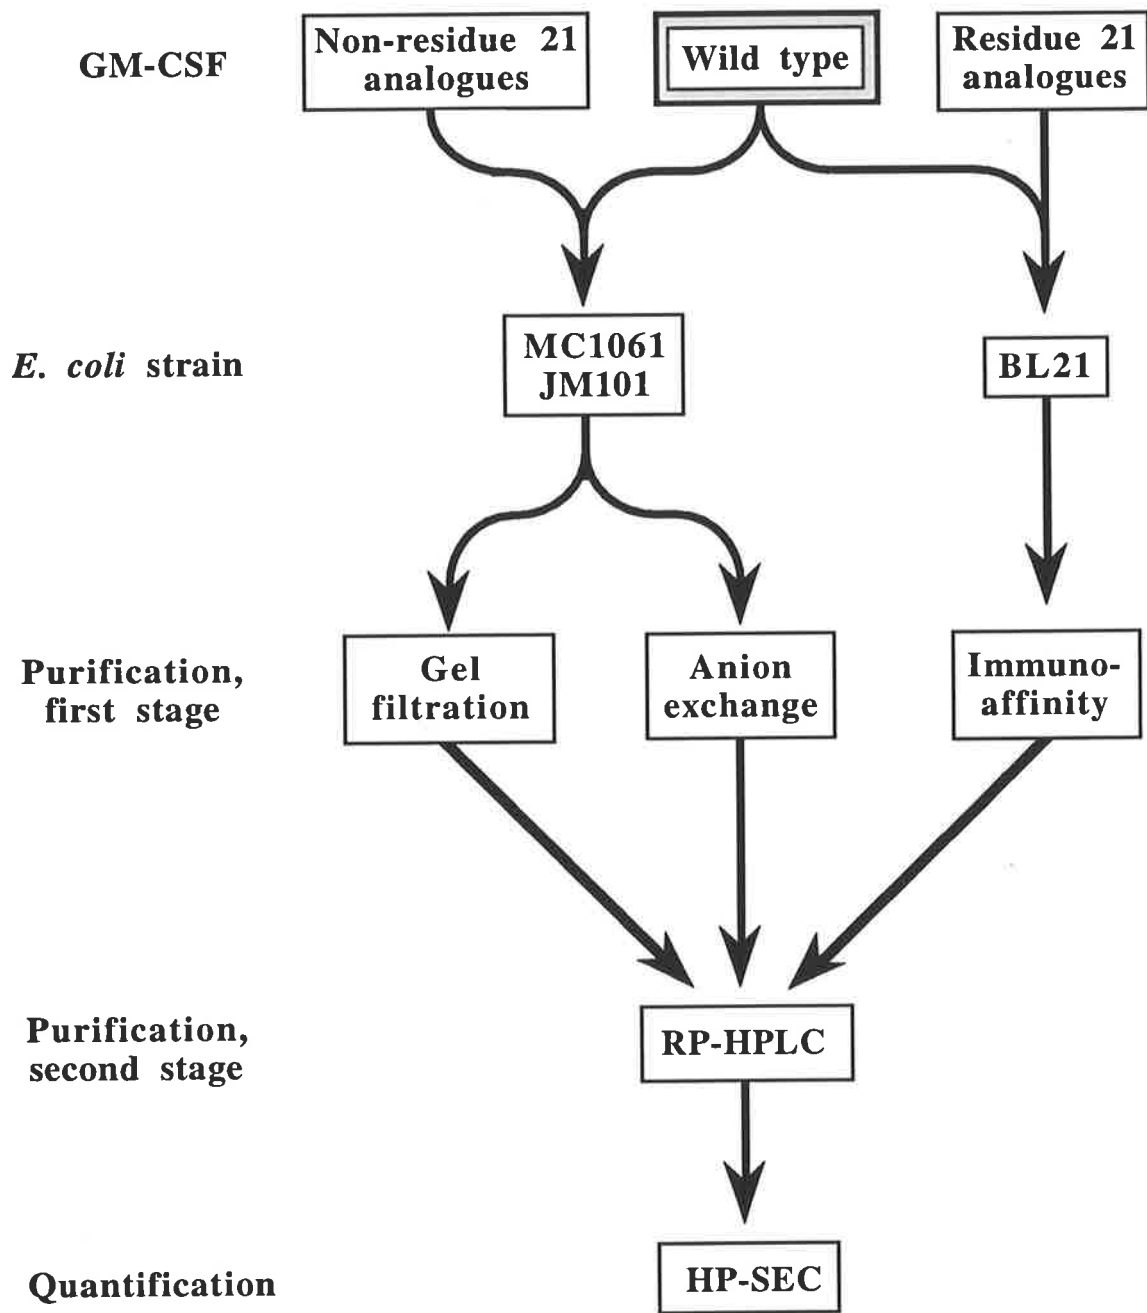 GM-CSF
Non-residue 21
analogues
Wild type
Residue 21
analogues
E. coli strain
MC1061
JM101
BL21
Purification,
first stage
Gel
filtration
Anion
exchange
Immuno-
affinity
Purification,
second stage
RP-HPLC
Quantification
HP-SEC